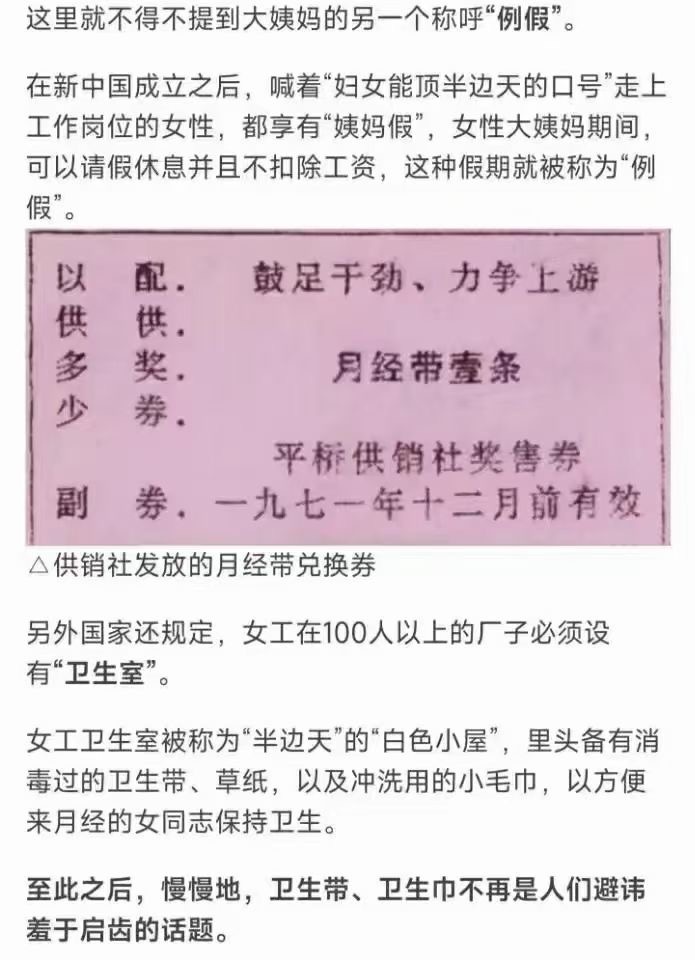 这里就不得不提到大姨妈的另一个称呼“例假”。
在新中国成立之后，喊着“妇女能顶半边天的口号”走上
工作岗位的女性，都享有“姨妈假”，女性大姨妈期间，
可以请假休息并且不扣除工资，这种假期就被称为“例
假”。
以 配. 鼓足干劲、力争上游
供 供.
多 奖. 月经带壹条
少 券.
平桥供销社奖售券
副 券. 一九七一年十二月前有效
△供销社发放的月经带兑换券
另外国家还规定，女工在100人以上的厂子必须设
有“卫生室”。
女工卫生室被称为“半边天”的“白色小屋”，里头备有消
毒过的卫生带、草纸，以及冲洗用的小毛巾，以方便
来月经的女同志保持卫生。
至此之后，慢慢地，卫生带、卫生巾不再是人们避讳
羞于启齿的话题。